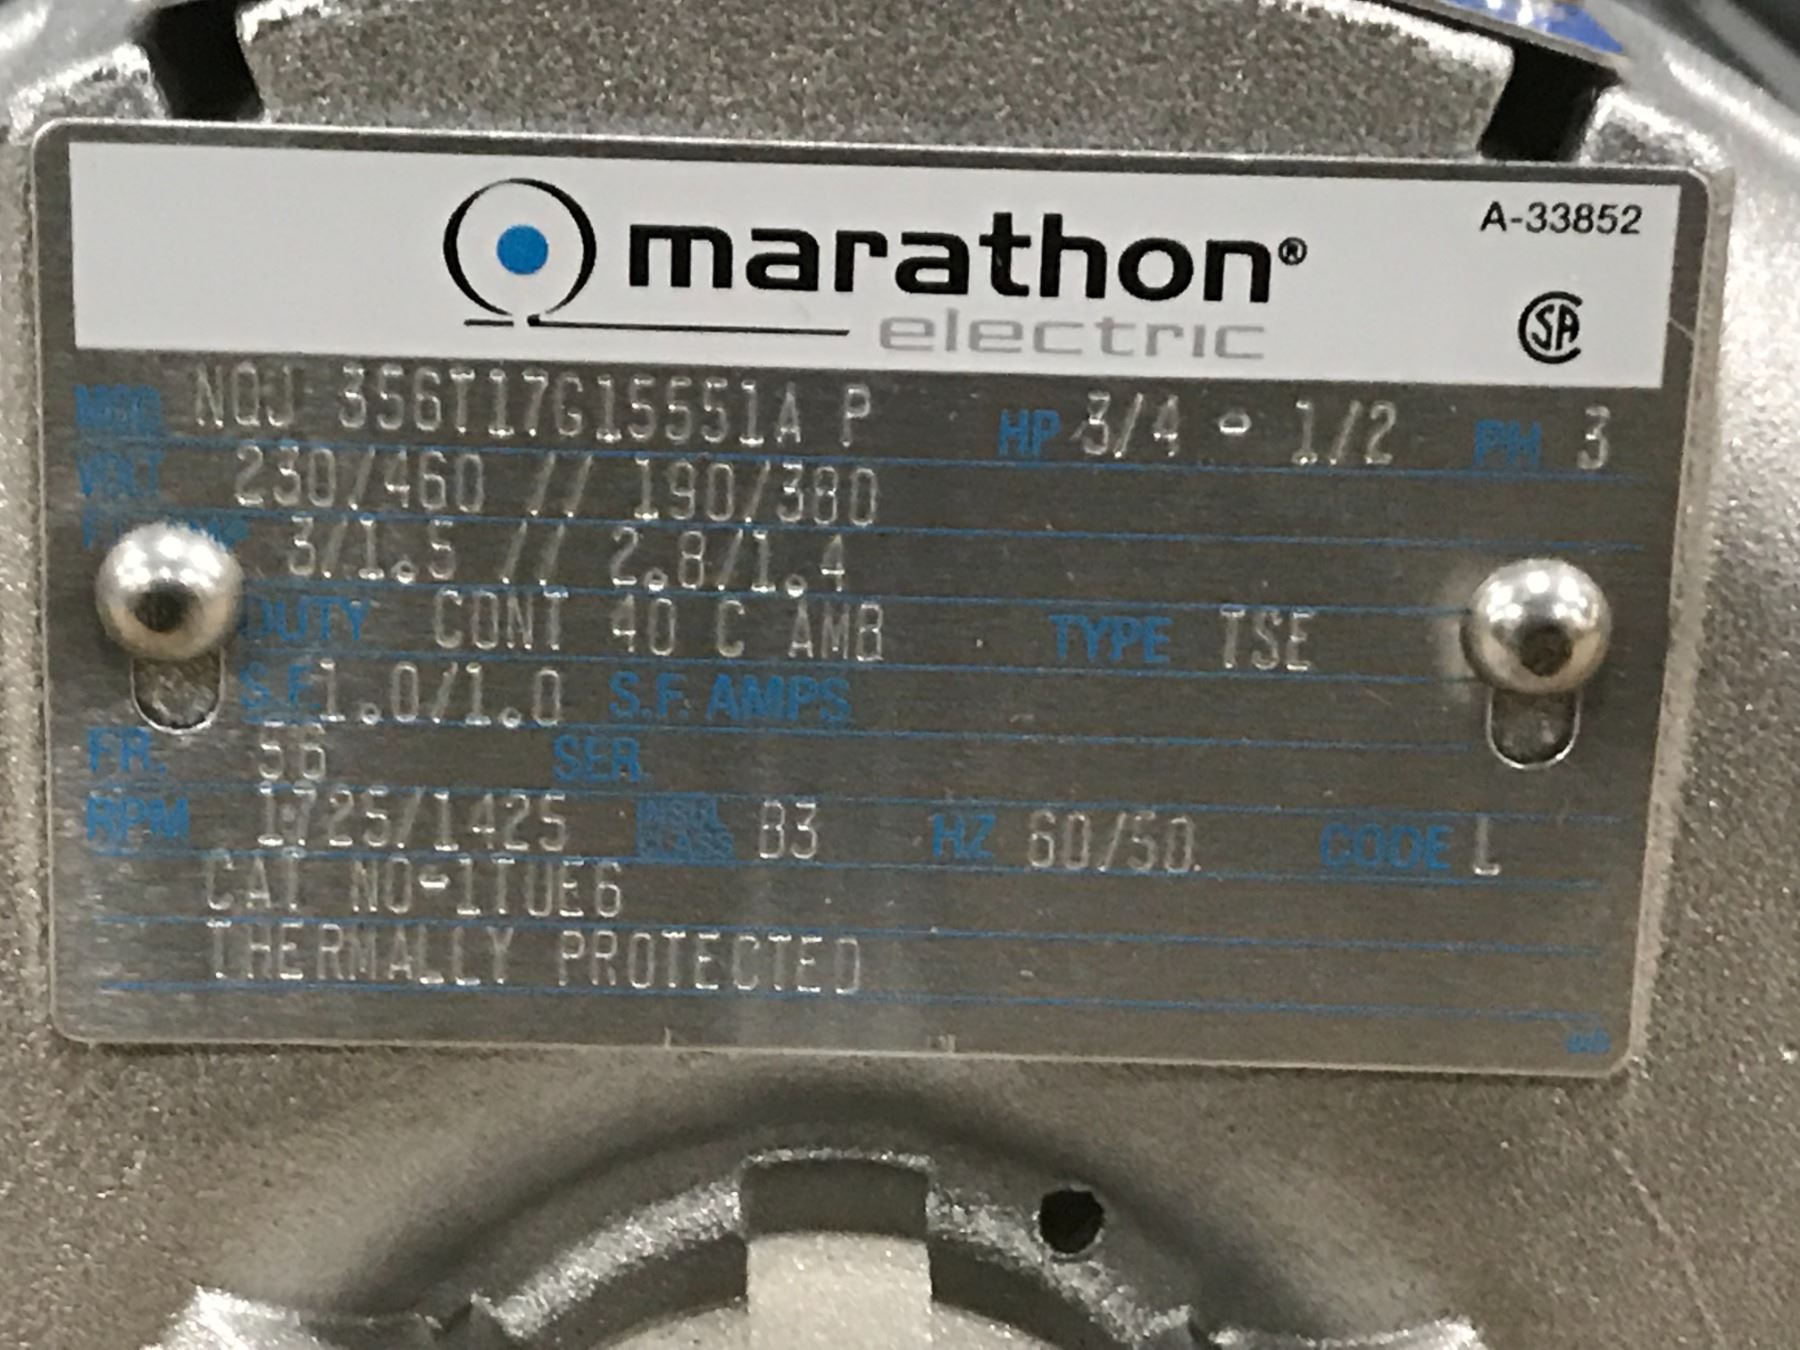 A-33852
marathon®
electric
SA
MOD. NQJ 356T17G15551A P HP 3/4 - 1/2 PH 3
VOLT 230/460 // 190/380
3/1.5 // 2.8/1.4
DUTY CONT 40 C AMB TYPE TSE
S.F. 1.0/1.0 S.F. AMPS
FR. 56 SER.
RPM 1725/1425 INSUL CLASS B3 HZ 60/50 CODE L
CAT NO-1TUE6
THERMALLY PROTECTED